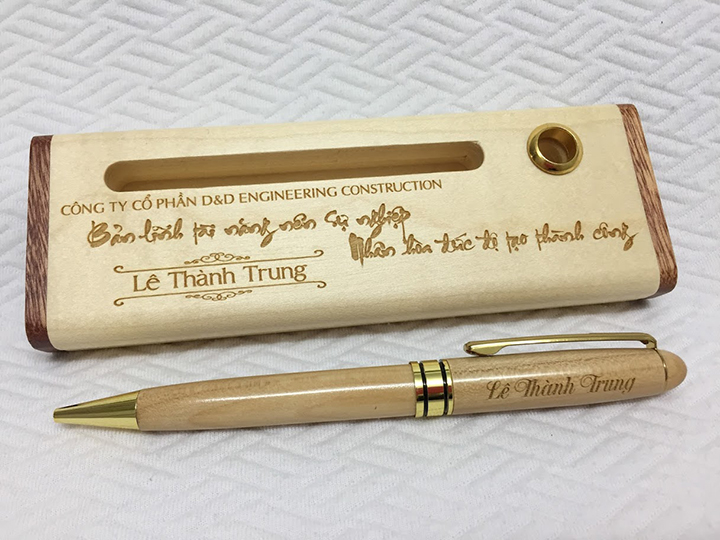 CÔNG TY CỔ PHẦN D&D ENGINEERING CONSTRUCTION
Bản lĩnh tài năng nên sự nghiệp
Nhân hòa đức độ tạo thành công
Lê Thành Trung
Lê Thành Trung